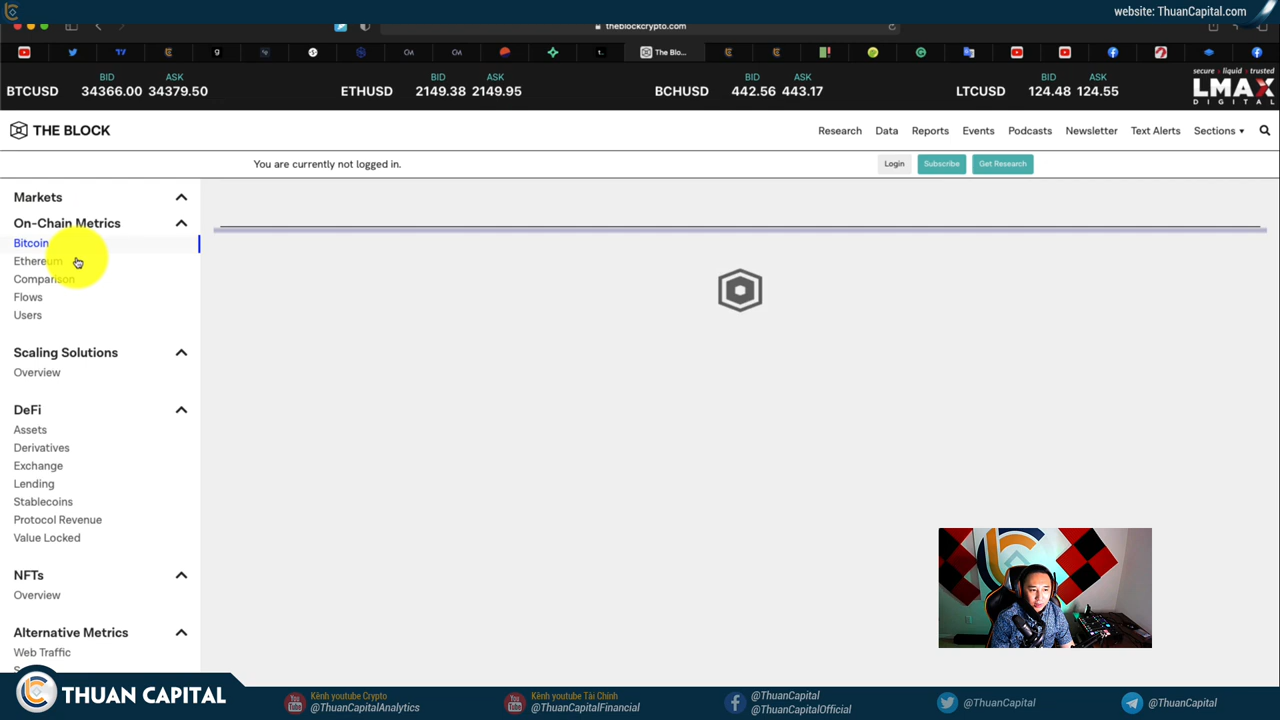 website: ThuanCapital.com
theblockcrypto.com
The Blo...
BID ASK
BTCUSD 34366.00 34379.50
BID ASK
ETHUSD 2149.38 2149.95
BID ASK
BCHUSD 442.56 443.17
BID ASK
LTCUSD 124.48 124.55
secure liquid trusted
LMAX
DIGITAL
THE BLOCK
Research Data Reports Events Podcasts Newsletter Text Alerts Sections
You are currently not logged in.
Login Subscribe Get Research
Markets
On-Chain Metrics
Bitcoin
Ethereum
Comparison
Flows
Users
Scaling Solutions
Overview
DeFi
Assets
Derivatives
Exchange
Lending
Stablecoins
Protocol Revenue
Value Locked
NFTs
Overview
Alternative Metrics
Web Traffic
THUAN CAPITAL
Kênh youtube Crypto
@ThuanCapitalAnalytics
Kênh youtube Tài Chính
@ThuanCapitalFinancial
@ThuanCapital
@ThuanCapitalOfficial
@ThuanCapital
@ThuanCapital